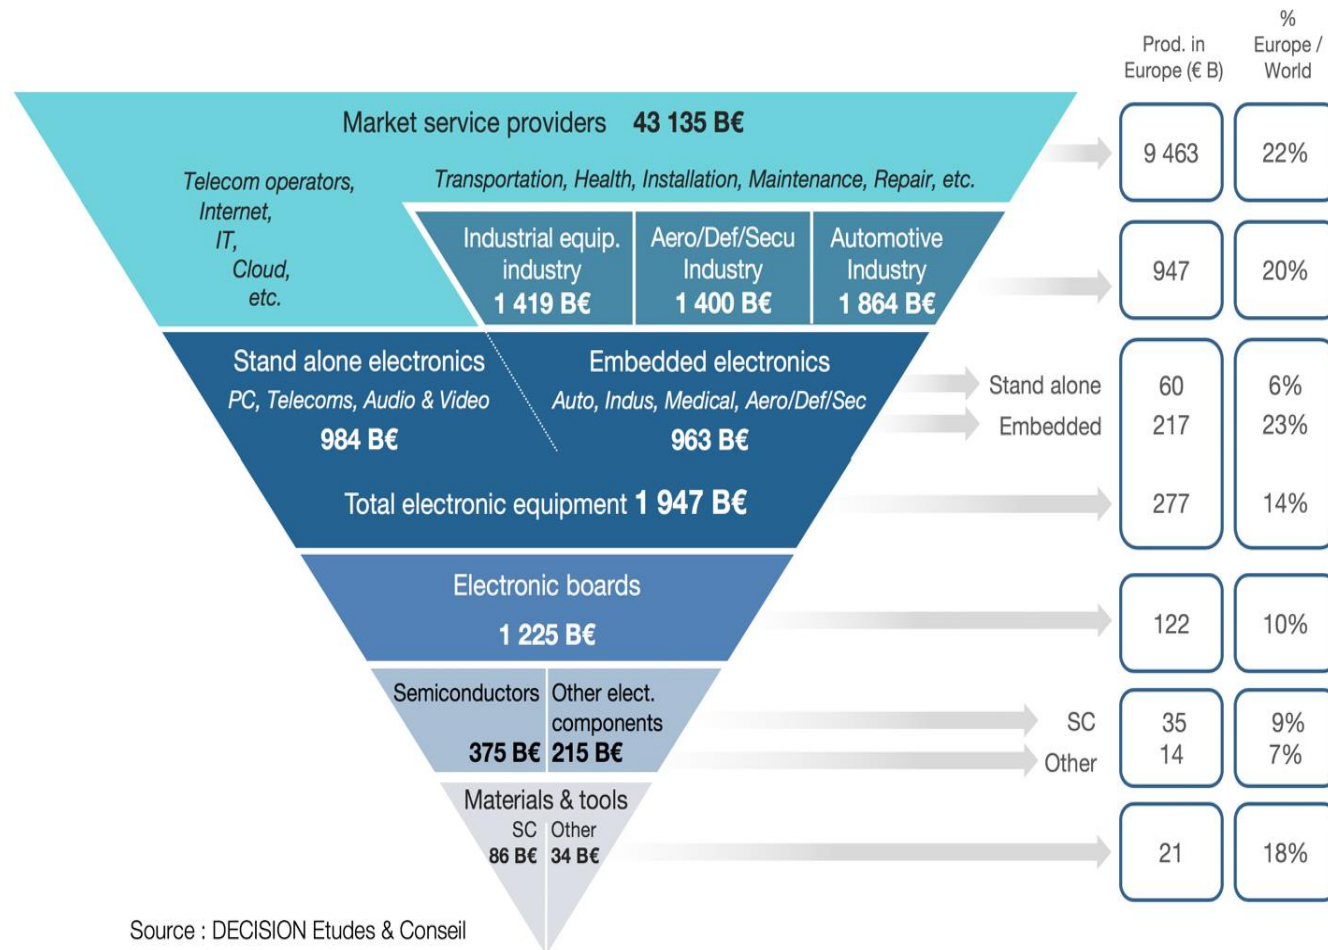 Prod. in
Europe (€ B)
%
Europe /
World
Market service providers 43 135 B€
9 463
22%
Telecom operators,
Internet,
IT,
Cloud,
etc.
Transportation, Health, Installation, Maintenance, Repair, etc.
Industrial equip.
industry
1 419 B€
Aero/Def/Secu
Industry
1 400 B€
Automotive
Industry
1 864 B€
947
20%
Stand alone electronics
PC, Telecoms, Audio & Video
984 B€
Embedded electronics
Auto, Indus, Medical, Aero/Def/Sec
963 B€
Stand alone
60
6%
Embedded
217
23%
Total electronic equipment 1 947 B€
277
14%
Electronic boards
1 225 B€
122
10%
Semiconductors
375 B€
Other elect.
components
215 B€
SC
35
9%
Other
14
7%
Materials & tools
SC
86 B€
Other
34 B€
21
18%
Source : DECISION Etudes & Conseil